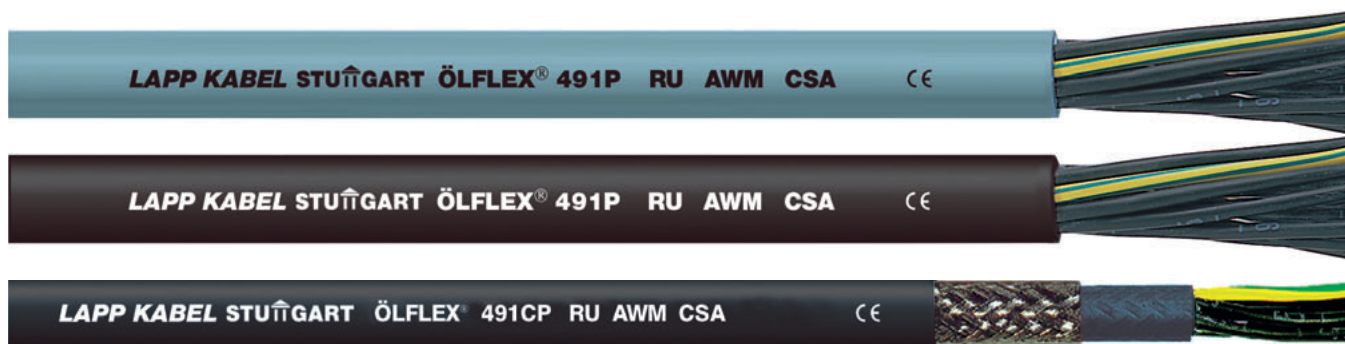 LAPP KABEL STUTTGART ÖLFLEX® 491P RU AWM CSA CE
LAPP KABEL STUTTGART ÖLFLEX® 491P RU AWM CSA CE
LAPP KABEL STUTTGART ÖLFLEX® 491CP RU AWM CSA CE